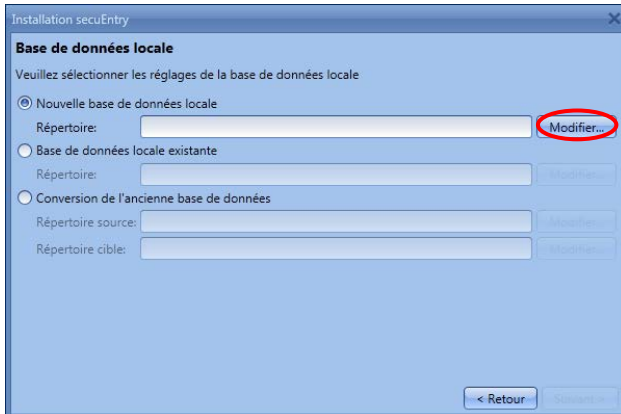 Installation secuEntry
Base de données locale
Veuillez sélectionner les réglages de la base de données locale
Nouvelle base de données locale
Répertoire: Modifier...
Base de données locale existante
Répertoire: Modifier...
Conversion de l'ancienne base de données
Répertoire source: Modifier...
Répertoire cible: Modifier...
< Retour Suivant >